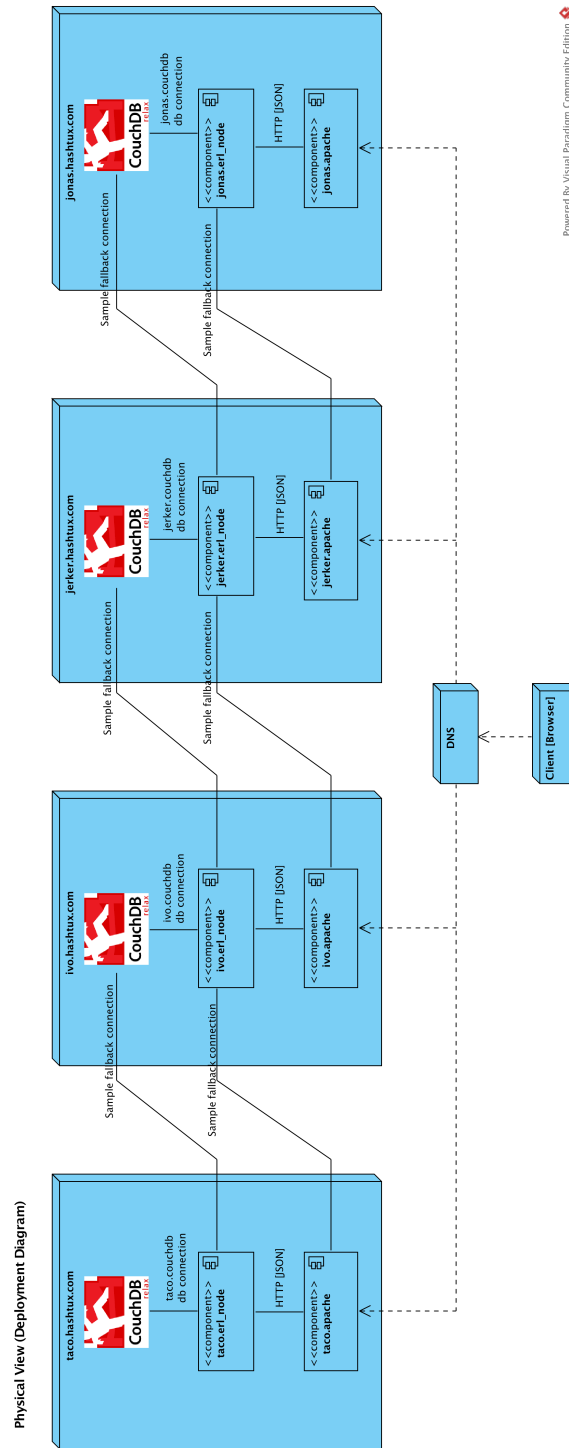 Physical View (Deployment Diagram)
taco.hashtux.com
CouchDB
relax
taco.couchdb
db connection
<<component>>
taco.erl_node
HTTP [JSON]
<<component>>
taco.apache
Sample fallback connection
Sample fallback connection
ivo.hashtux.com
CouchDB
relax
ivo.couchdb
db connection
<<component>>
ivo.erl_node
HTTP [JSON]
<<component>>
ivo.apache
Sample fallback connection
Sample fallback connection
jerker.hashtux.com
CouchDB
relax
jerker.couchdb
db connection
<<component>>
jerker.erl_node
HTTP [JSON]
<<component>>
jerker.apache
Sample fallback connection
Sample fallback connection
jonas.hashtux.com
CouchDB
relax
jonas.couchdb
db connection
<<component>>
jonas.erl_node
HTTP [JSON]
<<component>>
jonas.apache
DNS
Client [Browser]
Powered By Visual Paradigm Community Edition